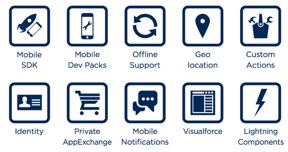 Mobile
SDK
Mobile
Dev Packs
Offline
Support
Geo
location
Custom
Actions
Identity
Private
AppExchange
Mobile
Notifications
Visualforce
Lightning
Components